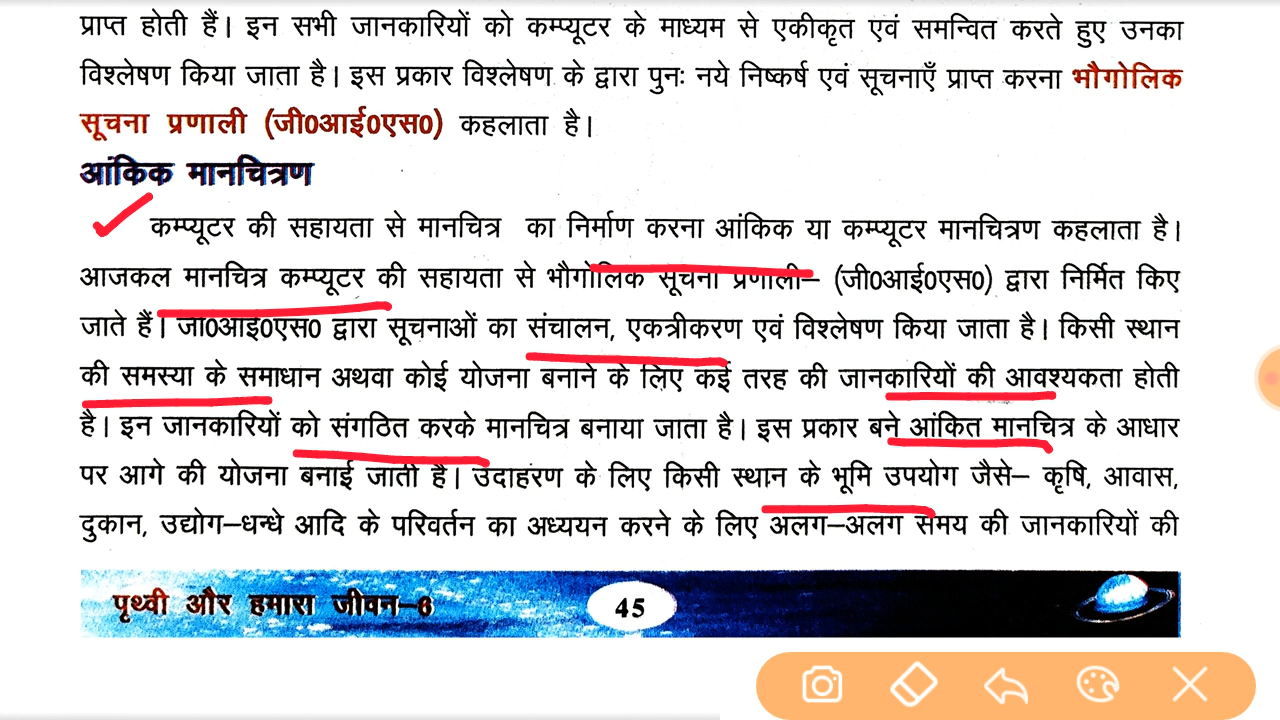 प्राप्त होती हैं। इन सभी जानकारियों को कम्प्यूटर के माध्यम से एकीकृत एवं समन्वित करते हुए उनका
विश्लेषण किया जाता है। इस प्रकार विश्लेषण के द्वारा पुनः नये निष्कर्ष एवं सूचनाएँ प्राप्त करना भौगोलिक
सूचना प्रणाली (जी0आई0एस0) कहलाता है।
आंकिक मानचित्रण
कम्प्यूटर की सहायता से मानचित्र का निर्माण करना आंकिक या कम्प्यूटर मानचित्रण कहलाता है।
आजकल मानचित्र कम्प्यूटर की सहायता से भौगोलिक सूचना प्रणाली– (जी0आई0एस0) द्वारा निर्मित किए
जाते हैं। जी0आई0एस0 द्वारा सूचनाओं का संचालन, एकत्रीकरण एवं विश्लेषण किया जाता है। किसी स्थान
की समस्या के समाधान अथवा कोई योजना बनाने के लिए कई तरह की जानकारियों की आवश्यकता होती
है। इन जानकारियों को संगठित करके मानचित्र बनाया जाता है। इस प्रकार बने आंकित मानचित्र के आधार
पर आगे की योजना बनाई जाती है। उदाहरण के लिए किसी स्थान के भूमि उपयोग जैसे– कृषि, आवास,
दुकान, उद्योग–धन्धे आदि के परिवर्तन का अध्ययन करने के लिए अलग–अलग समय की जानकारियों की
पृथ्वी और हमारा जीवन–6
45